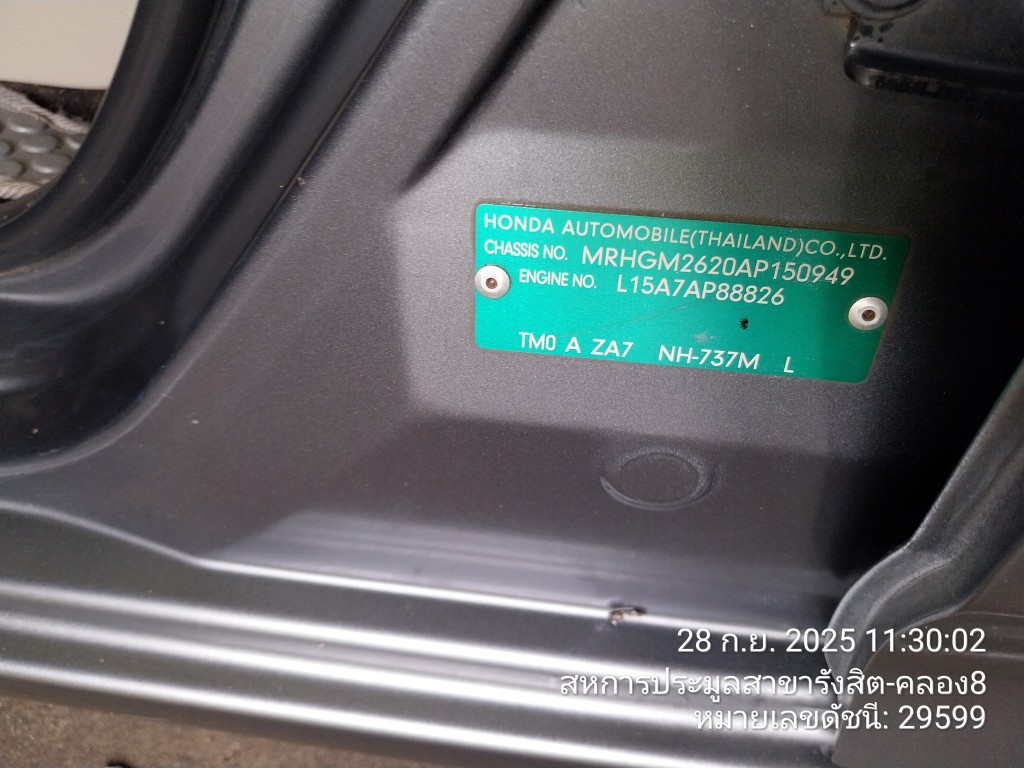 HONDA AUTOMOBILE(THAILAND)CO.,LTD.
CHASSIS NO. MRHGM2620AP150949
ENGINE NO. L15A7AP88826
TM0 A ZA7 NH-737M L
28 ก.ย. 2025 11:30:02
สหการประมูลสาขารังสิต-คลอง8
หมายเลขดัชนี: 29599